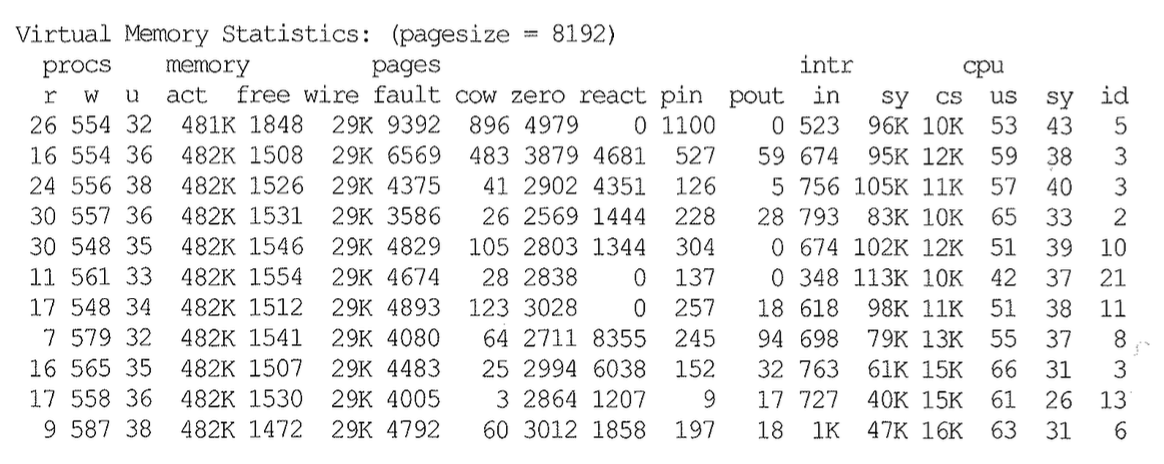 Virtual Memory Statistics: (pagesize = 8192)
procs memory pages intr cpu
r w u act free wire fault cow zero react pin pout in sy cs us sy id
26 554 32 481K 1848 29K 9392 896 4979 0 1100 0 523 96K 10K 53 43 5
16 554 36 482K 1508 29K 6569 483 3879 4681 527 59 674 95K 12K 59 38 3
24 556 38 482K 1526 29K 4375 41 2902 4351 126 5 756 105K 11K 57 40 3
30 557 36 482K 1531 29K 3586 26 2569 1444 228 28 793 83K 10K 65 33 2
30 548 35 482K 1546 29K 4829 105 2803 1344 304 0 674 102K 12K 51 39 10
11 561 33 482K 1554 29K 4674 28 2838 0 137 0 348 113K 10K 42 37 21
17 548 34 482K 1512 29K 4893 123 3028 0 257 18 618 98K 11K 51 38 11
7 579 32 482K 1541 29K 4080 64 2711 8355 245 94 698 79K 13K 55 37 8
16 565 35 482K 1507 29K 4483 25 2994 6038 152 32 763 61K 15K 66 31 3
17 558 36 482K 1530 29K 4005 3 2864 1207 9 17 727 40K 15K 61 26 13
9 587 38 482K 1472 29K 4792 60 3012 1858 197 18 1K 47K 16K 63 31 6